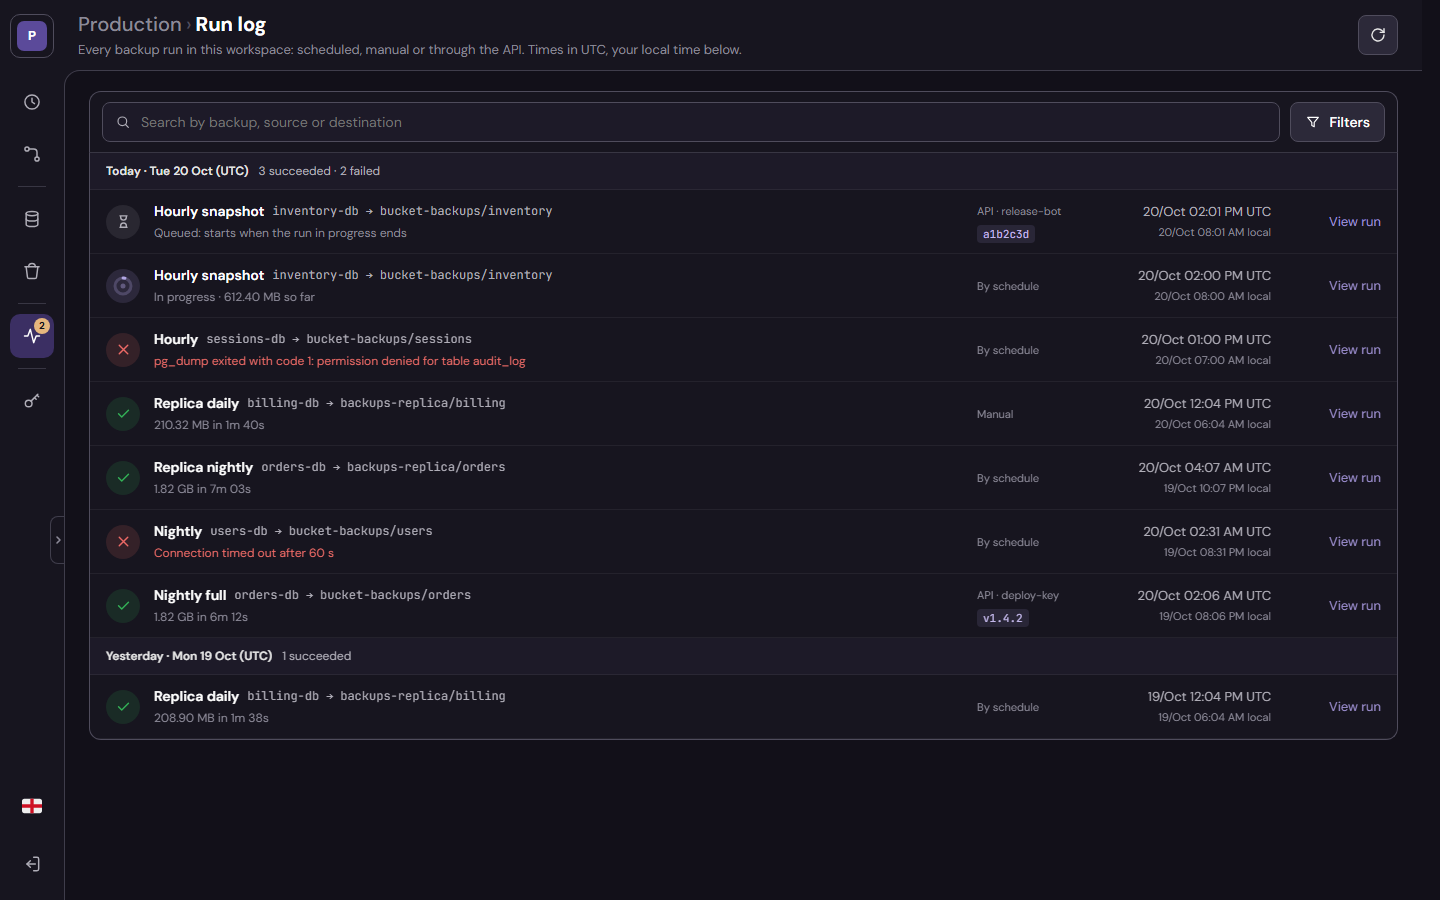 P
Production › Run log
Every backup run in this workspace: scheduled, manual or through the API. Times in UTC, your local time below.
2
Search by backup, source or destination
Filters
Today · Tue 20 Oct (UTC) 3 succeeded · 2 failed
Hourly snapshot inventory-db → bucket-backups/inventory
Queued: starts when the run in progress ends
API · release-bot
a1b2c3d
20/Oct 02:01 PM UTC
20/Oct 08:01 AM local
View run
Hourly snapshot inventory-db → bucket-backups/inventory
In progress · 612.40 MB so far
By schedule
20/Oct 02:00 PM UTC
20/Oct 08:00 AM local
View run
Hourly sessions-db → bucket-backups/sessions
pg_dump exited with code 1: permission denied for table audit_log
By schedule
20/Oct 01:00 PM UTC
20/Oct 07:00 AM local
View run
Replica daily billing-db → backups-replica/billing
210.32 MB in 1m 40s
Manual
20/Oct 12:04 PM UTC
20/Oct 06:04 AM local
View run
Replica nightly orders-db → backups-replica/orders
1.82 GB in 7m 03s
By schedule
20/Oct 04:07 AM UTC
19/Oct 10:07 PM local
View run
Nightly users-db → bucket-backups/users
Connection timed out after 60 s
By schedule
20/Oct 02:31 AM UTC
19/Oct 08:31 PM local
View run
Nightly full orders-db → bucket-backups/orders
1.82 GB in 6m 12s
API · deploy-key
v1.4.2
20/Oct 02:06 AM UTC
19/Oct 08:06 PM local
View run
Yesterday · Mon 19 Oct (UTC) 1 succeeded
Replica daily billing-db → backups-replica/billing
208.90 MB in 1m 38s
By schedule
19/Oct 12:04 PM UTC
19/Oct 06:04 AM local
View run